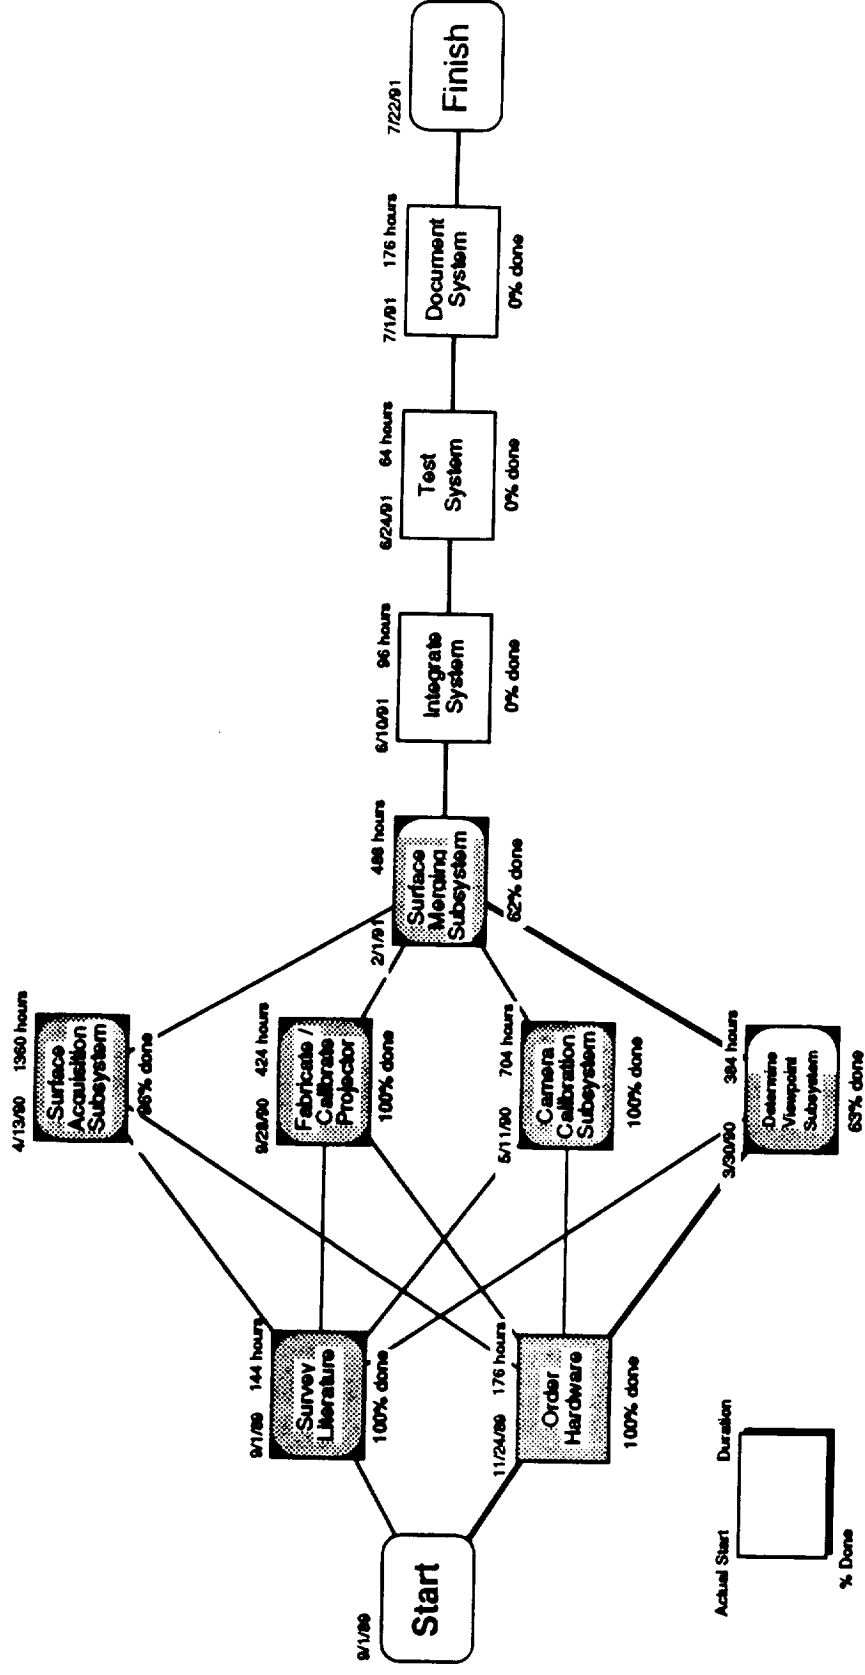 9/1/89
Start
9/1/89 144 hours
Survey
Literature
100% done
11/24/89 176 hours
Order
Hardware
100% done
4/13/90 1360 hours
Surface
Acquisition
Subsystem
96% done
9/28/90 424 hours
Fabricate /
Calibrate
Projector
100% done
5/11/90 704 hours
Camera
Calibration
Subsystem
100% done
3/30/90 384 hours
Determine
Viewpoint
Subsystem
63% done
2/1/91 488 hours
Surface
Merging
Subsystem
62% done
6/10/91 96 hours
Integrate
System
0% done
6/24/91 64 hours
Test
System
0% done
7/1/91 176 hours
Document
System
0% done
7/22/91
Finish
Actual Start Duration
% Done